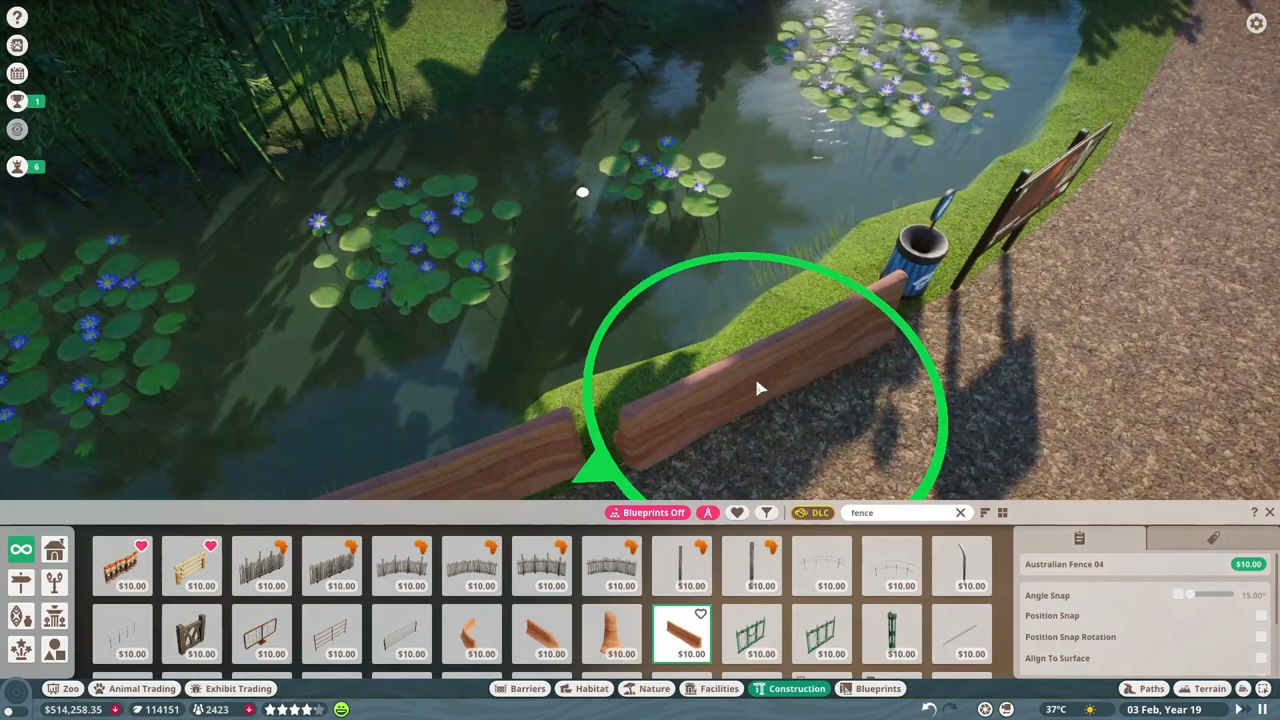 ?
1
6
Blueprints Off
DLC
fence
?
$10.00 $10.00 $10.00 $10.00 $10.00 $10.00 $10.00 $10.00 $10.00 $10.00 $10.00 $10.00 $10.00
$10.00 $10.00 $10.00 $10.00 $10.00 $10.00 $10.00 $10.00 $10.00 $10.00 $10.00 $10.00 $10.00
Australian Fence 04 $10.00
Angle Snap 15.00°
Position Snap
Position Snap Rotation
Align To Surface
Zoo Animal Trading Exhibit Trading Barriers Habitat Nature Facilities Construction Blueprints Paths Terrain
$514,258.35 114151 2423 37°C 03 Feb, Year 19